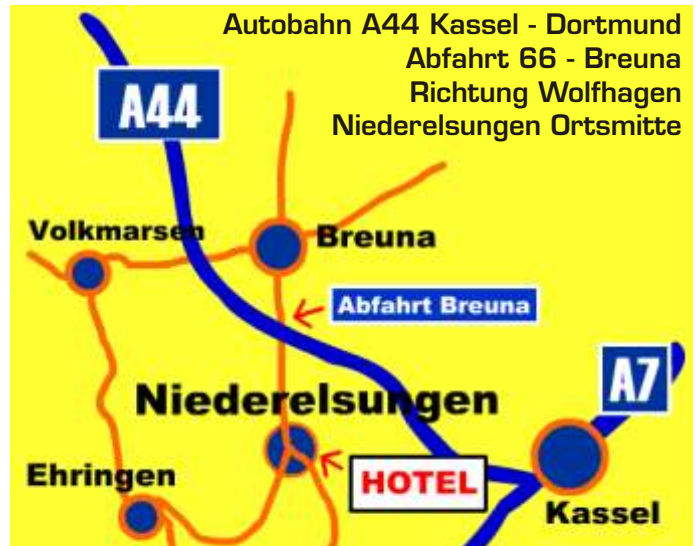 Autobahn A44 Kassel - Dortmund
Abfahrt 66 - Breuna
Richtung Wolfhagen
Niederelsungen Ortsmitte
A44
Volkmarsen
Breuna
Abfahrt Breuna
A7
Niederelsungen
Ehringen
HOTEL
Kassel